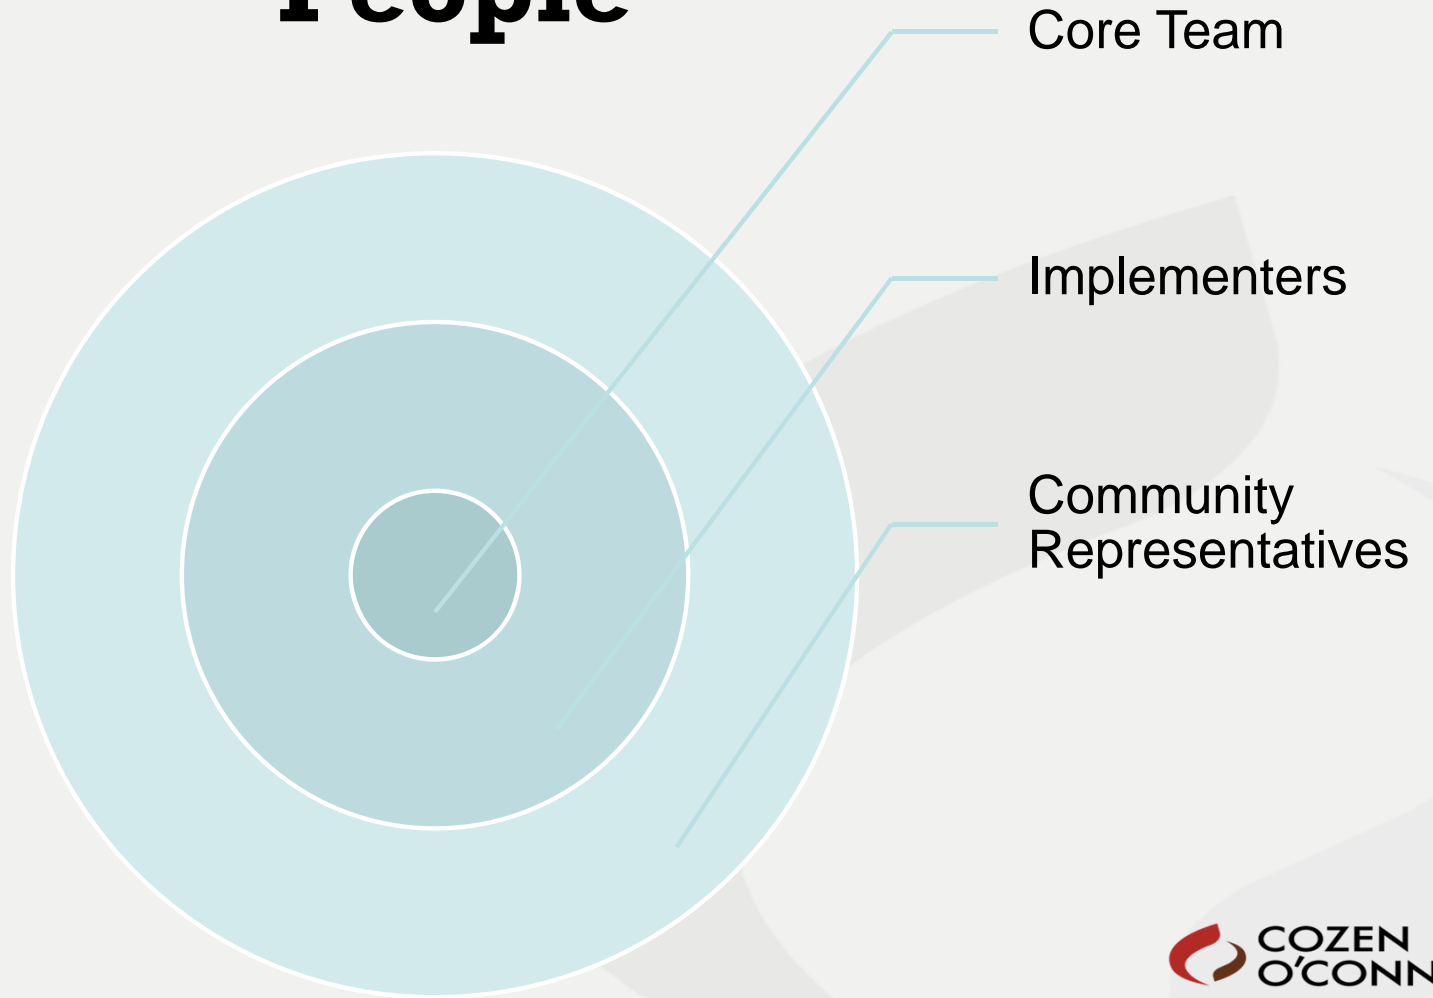 People
Core Team
Implementers
Community
Representatives
COZEN
O'CONN